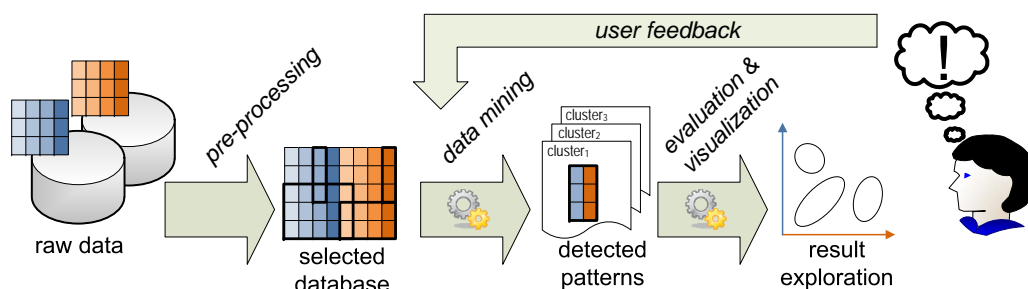 user feedback
!
pre-processing
data mining
evaluation &
visualization
cluster3
cluster2
cluster1
raw data
selected
database
detected
patterns
result
exploration